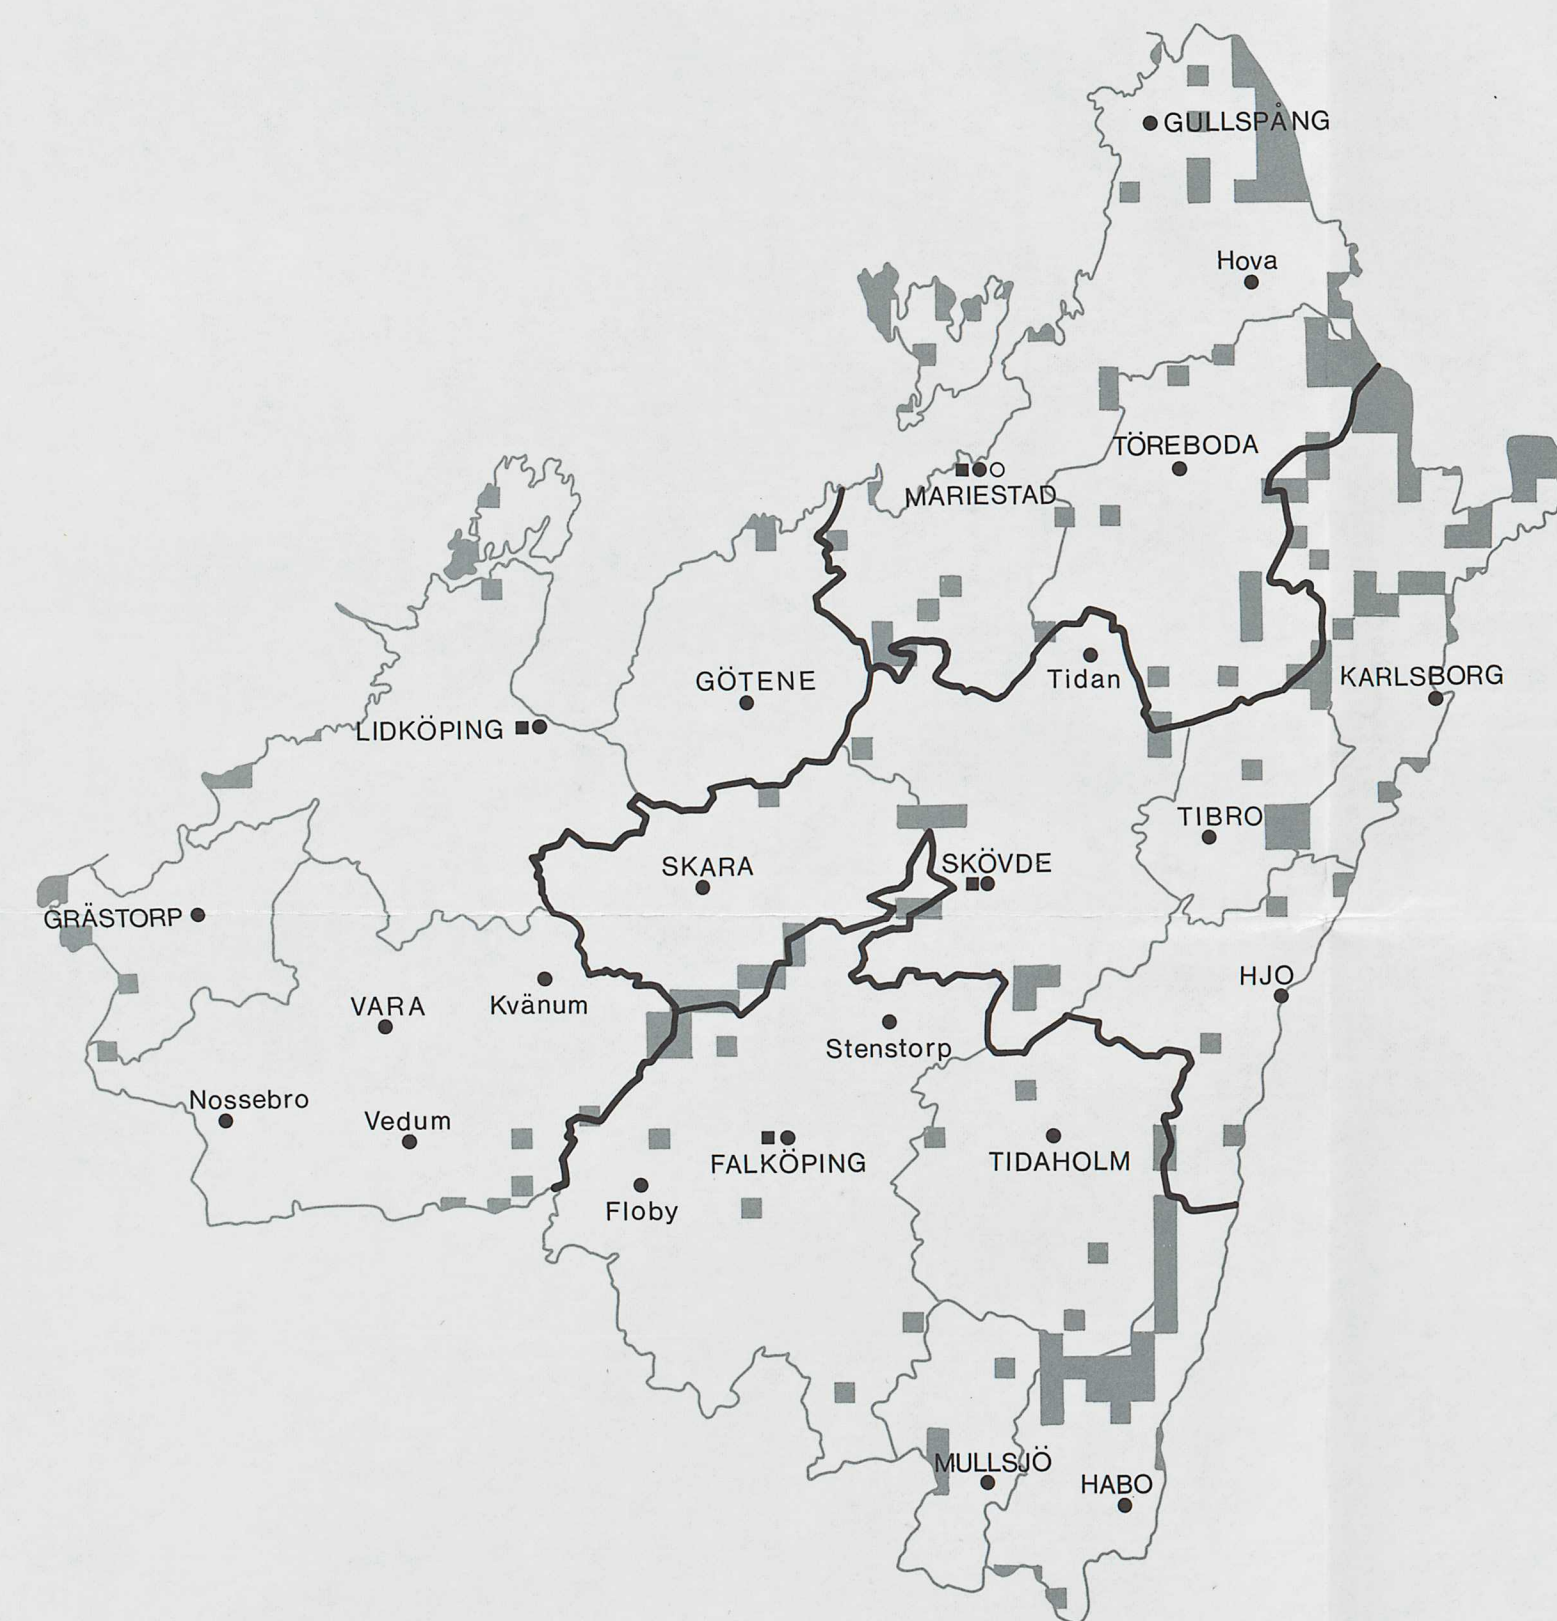 GULLSPÅNG
Hova
TÖREBODA
MARIESTAD
GÖTENE
Tidan
KARLSBORG
LIDKÖPING
TIBRO
SKARA
SKÖVDE
GRÄSTORP
HJO
VARA
Kvänum
Stenstorp
Nossebro
Vedum
FALKÖPING
TIDAHOLM
Floby
MULLSJÖ
HABO